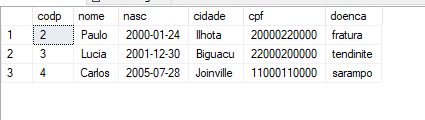 codp nome nasc cidade cpf doenca
1 2 Paulo 2000-01-24 Ilhota 20000220000 fratura
2 3 Lucia 2001-12-30 Biguacu 22000200000 tendinite
3 4 Carlos 2005-07-28 Joinville 11000110000 sarampo